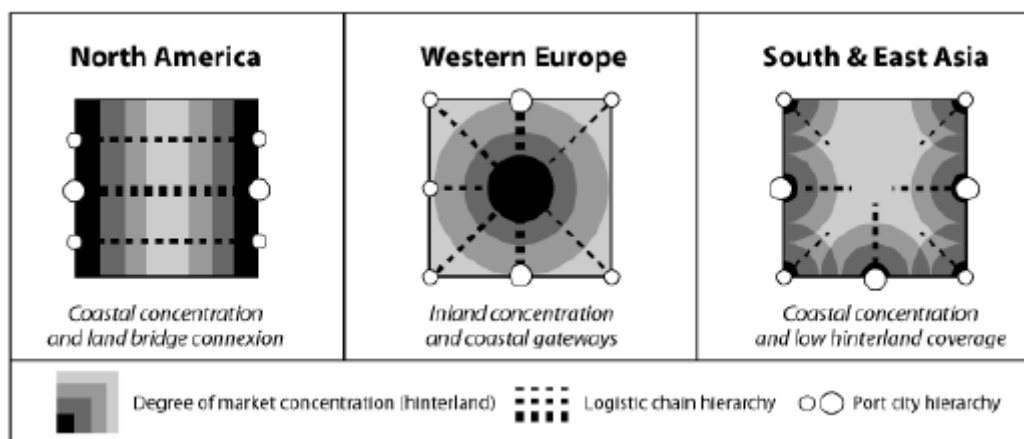 North America
Western Europe
South & East Asia
Coastal concentration
and land bridge connexion
Inland concentration
and coastal gateways
Coastal concentration
and low hinterland coverage
Degree of market concentration (hinterland)
Logistic chain hierarchy
Port city hierarchy